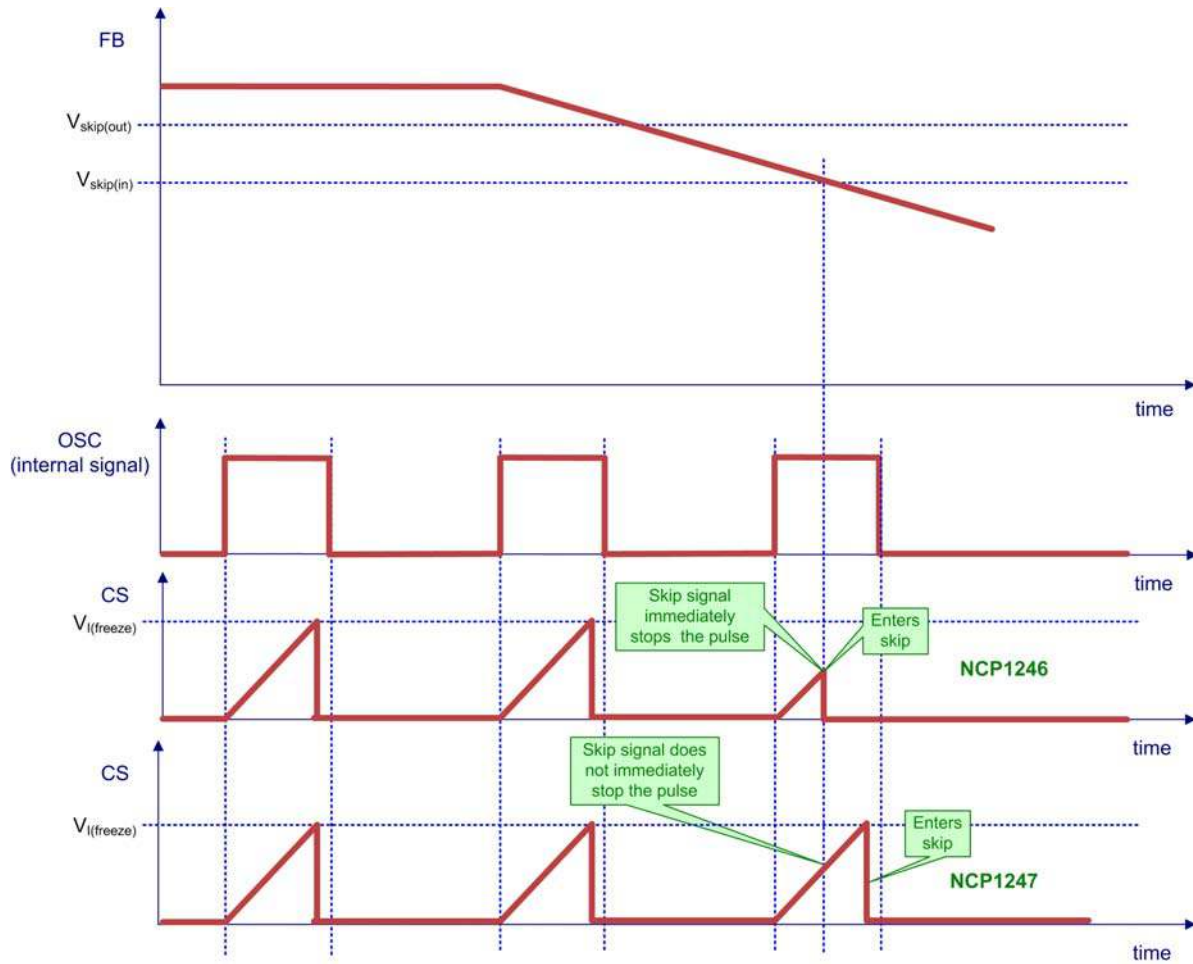 FB
Vskip(out)
Vskip(in)
time
OSC
(internal signal)
time
CS
VI(freeze)
Skip signal
immediately
stops the pulse
Enters
skip
NCP1246
time
CS
VI(freeze)
Skip signal does
not immediately
stop the pulse
Enters
skip
NCP1247
time